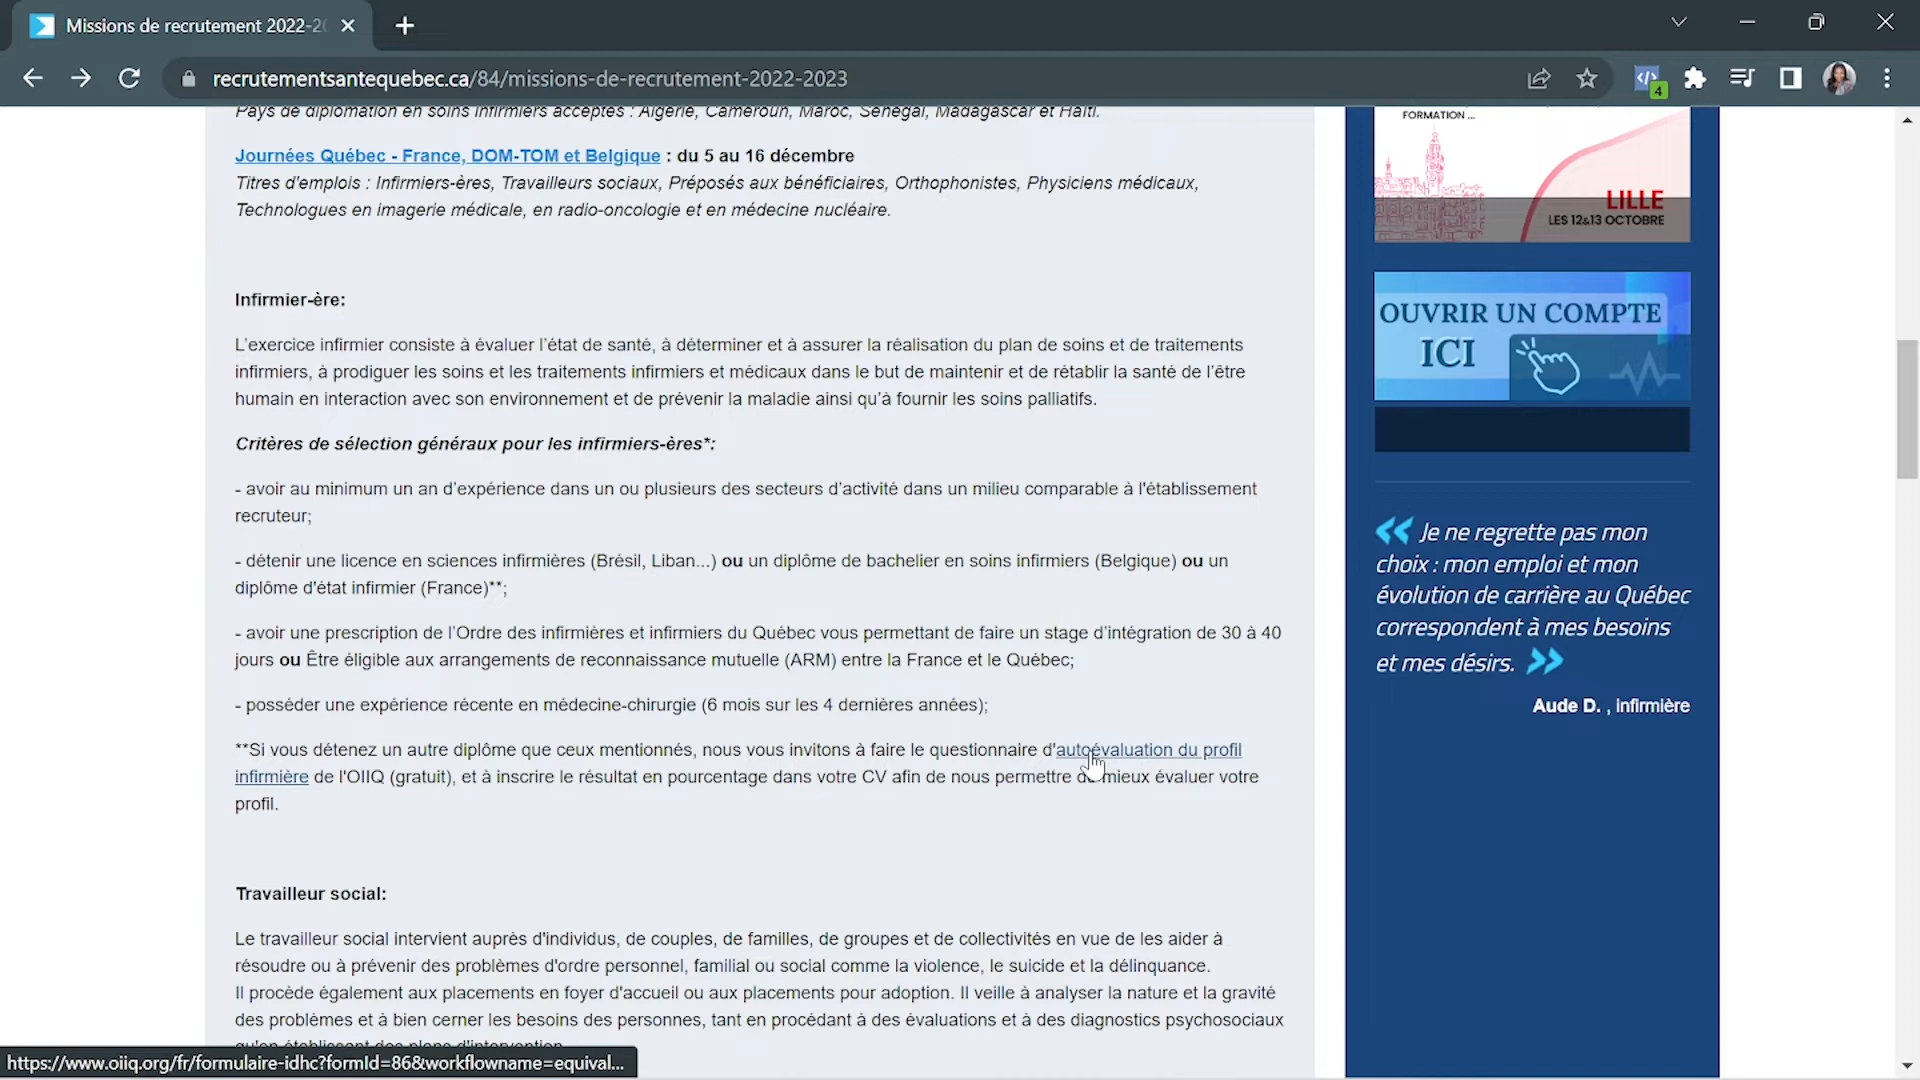 Missions de recrutement 2022-20
recrutementsantequebec.ca/84/missions-de-recrutement-2022-2023
4
Pays de diplomation en soins infirmiers acceptés : Algérie, Cameroun, Maroc, Sénégal, Madagascar et Haïti.
Journées Québec - France, DOM-TOM et Belgique : du 5 au 16 décembre
Titres d'emplois : Infirmiers-ères, Travailleurs sociaux, Préposés aux bénéficiaires, Orthophonistes, Physiciens médicaux,
Technologues en imagerie médicale, en radio-oncologie et en médecine nucléaire.
Infirmier-ère:
L'exercice infirmier consiste à évaluer l'état de santé, à déterminer et à assurer la réalisation du plan de soins et de traitements
infirmiers, à prodiguer les soins et les traitements infirmiers et médicaux dans le but de maintenir et de rétablir la santé de l'être
humain en interaction avec son environnement et de prévenir la maladie ainsi qu'à fournir les soins palliatifs.
Critères de sélection généraux pour les infirmiers-ères*:
- avoir au minimum un an d'expérience dans un ou plusieurs des secteurs d'activité dans un milieu comparable à l'établissement
recruteur;
- détenir une licence en sciences infirmières (Brésil, Liban...) ou un diplôme de bachelier en soins infirmiers (Belgique) ou un
diplôme d'état infirmier (France)**;
- avoir une prescription de l'Ordre des infirmières et infirmiers du Québec vous permettant de faire un stage d'intégration de 30 à 40
jours ou Être éligible aux arrangements de reconnaissance mutuelle (ARM) entre la France et le Québec;
- posséder une expérience récente en médecine-chirurgie (6 mois sur les 4 dernières années);
**Si vous détenez un autre diplôme que ceux mentionnés, nous vous invitons à faire le questionnaire d'autoévaluation du profil
infirmière de l'OIIQ (gratuit), et à inscrire le résultat en pourcentage dans votre CV afin de nous permettre de mieux évaluer votre
profil.
Travailleur social:
Le travailleur social intervient auprès d'individus, de couples, de familles, de groupes et de collectivités en vue de les aider à
résoudre ou à prévenir des problèmes d'ordre personnel, familial ou social comme la violence, le suicide et la délinquance.
Il procède également aux placements en foyer d'accueil ou aux placements pour adoption. Il veille à analyser la nature et la gravité
des problèmes et à bien cerner les besoins des personnes, tant en procédant à des évaluations et à des diagnostics psychosociaux
qu'en établissant des plans d'intervention.
https://www.oiiq.org/fr/formulaire-idhc?formId=86&workflowname=equival...
FORMATION ...
LILLE
LES 12&13 OCTOBRE
OUVRIR UN COMPTE
ICI
Je ne regrette pas mon
choix : mon emploi et mon
évolution de carrière au Québec
correspondent à mes besoins
et mes désirs.
Aude D. , infirmière